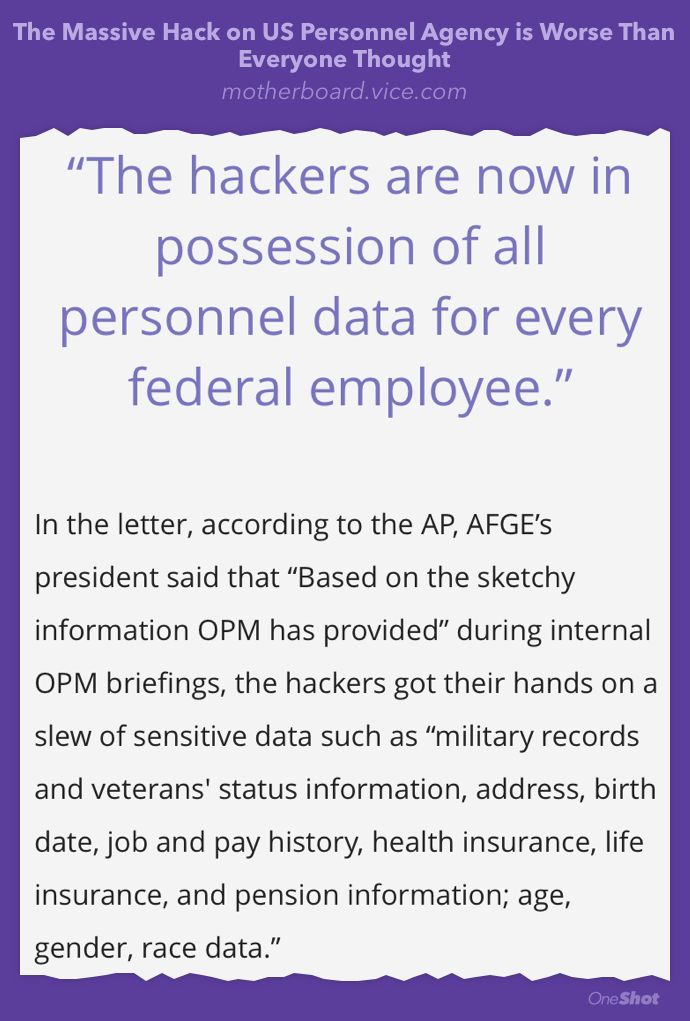 The Massive Hack on US Personnel Agency is Worse Than
Everyone Thought
motherboard.vice.com
“The hackers are now in
possession of all
personnel data for every
federal employee.”
In the letter, according to the AP, AFGE’s
president said that “Based on the sketchy
information OPM has provided” during internal
OPM briefings, the hackers got their hands on a
slew of sensitive data such as “military records
and veterans' status information, address, birth
date, job and pay history, health insurance, life
insurance, and pension information; age,
gender, race data.”
OneShot